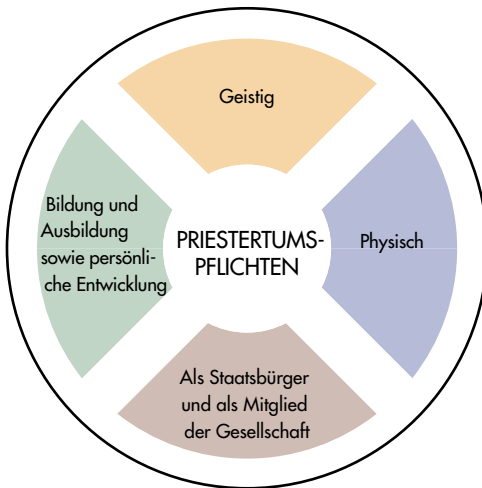 Geistig
Bildung und
Ausbildung
sowie persönli-
che Entwicklung
PRIESTERTUMS-
PFLICHTEN
Physisch
Als Staatsbürger
und als Mitglied
der Gesellschaft